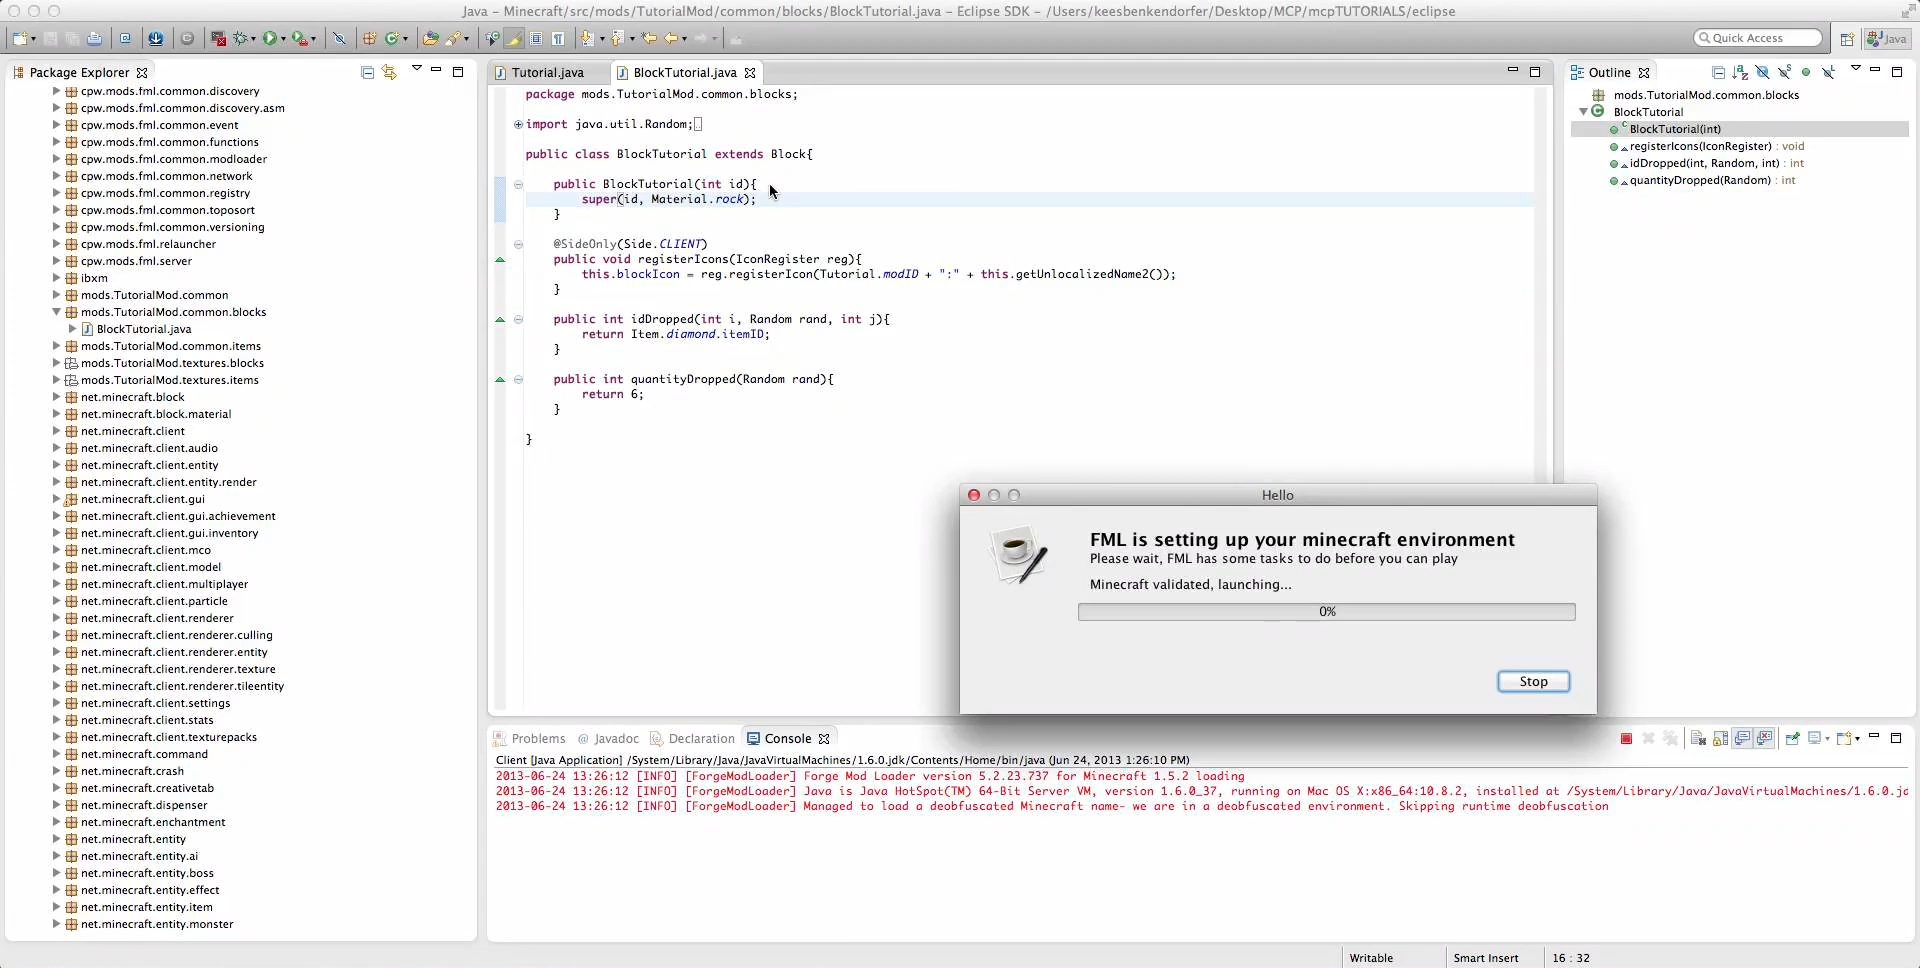 Java – Minecraft/src/mods/TutorialMod/common/blocks/BlockTutorial.java – Eclipse SDK – /Users/keesbenkendorfer/Desktop/MCP/mcpTUTORIALS/eclipse
Quick Access
Java
Package Explorer
cpw.mods.fml.common.discovery
cpw.mods.fml.common.discovery.asm
cpw.mods.fml.common.event
cpw.mods.fml.common.functions
cpw.mods.fml.common.modloader
cpw.mods.fml.common.network
cpw.mods.fml.common.registry
cpw.mods.fml.common.toposort
cpw.mods.fml.common.versioning
cpw.mods.fml.relauncher
cpw.mods.fml.server
ibxm
mods.TutorialMod.common
mods.TutorialMod.common.blocks
BlockTutorial.java
mods.TutorialMod.common.items
mods.TutorialMod.textures.blocks
mods.TutorialMod.textures.items
net.minecraft.block
net.minecraft.block.material
net.minecraft.client
net.minecraft.client.audio
net.minecraft.client.entity
net.minecraft.client.entity.render
net.minecraft.client.gui
net.minecraft.client.gui.achievement
net.minecraft.client.gui.inventory
net.minecraft.client.mco
net.minecraft.client.model
net.minecraft.client.multiplayer
net.minecraft.client.particle
net.minecraft.client.renderer
net.minecraft.client.renderer.culling
net.minecraft.client.renderer.entity
net.minecraft.client.renderer.texture
net.minecraft.client.renderer.tileentity
net.minecraft.client.settings
net.minecraft.client.stats
net.minecraft.client.texturepacks
net.minecraft.command
net.minecraft.crash
net.minecraft.creativetab
net.minecraft.dispenser
net.minecraft.enchantment
net.minecraft.entity
net.minecraft.entity.ai
net.minecraft.entity.boss
net.minecraft.entity.effect
net.minecraft.entity.item
net.minecraft.entity.monster
Tutorial.java
BlockTutorial.java
package mods.TutorialMod.common.blocks;
import java.util.Random;
public class BlockTutorial extends Block{
public BlockTutorial(int id){
super(id, Material.rock);
}
@SideOnly(Side.CLIENT)
public void registerIcons(IconRegister reg){
this.blockIcon = reg.registerIcon(Tutorial.modID + ":" + this.getUnlocalizedName2());
}
public int idDropped(int i, Random rand, int j){
return Item.diamond.itemID;
}
public int quantityDropped(Random rand){
return 6;
}
}
Outline
mods.TutorialMod.common.blocks
BlockTutorial
BlockTutorial(int)
registerIcons(IconRegister) : void
idDropped(int, Random, int) : int
quantityDropped(Random) : int
Hello
FML is setting up your minecraft environment
Please wait, FML has some tasks to do before you can play
Minecraft validated, launching...
0%
Stop
Problems
Javadoc
Declaration
Console
Client [Java Application] /System/Library/Java/JavaVirtualMachines/1.6.0.jdk/Contents/Home/bin/java (Jun 24, 2013 1:26:10 PM)
2013-06-24 13:26:12 [INFO] [ForgeModLoader] Forge Mod Loader version 5.2.23.737 for Minecraft 1.5.2 loading
2013-06-24 13:26:12 [INFO] [ForgeModLoader] Java is Java HotSpot(TM) 64-Bit Server VM, version 1.6.0_37, running on Mac OS X:x86_64:10.8.2, installed at /System/Library/Java/JavaVirtualMachines/1.6.0.jd
2013-06-24 13:26:12 [INFO] [ForgeModLoader] Managed to load a deobfuscated Minecraft name- we are in a deobfuscated environment. Skipping runtime deobfuscation
Writable
Smart Insert
16 : 32